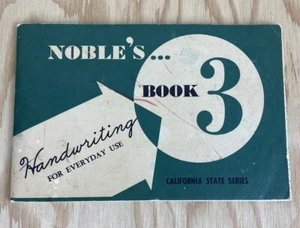 NOBLE'S...
BOOK 3
Handwriting
FOR EVERYDAY USE
CALIFORNIA STATE SERIES